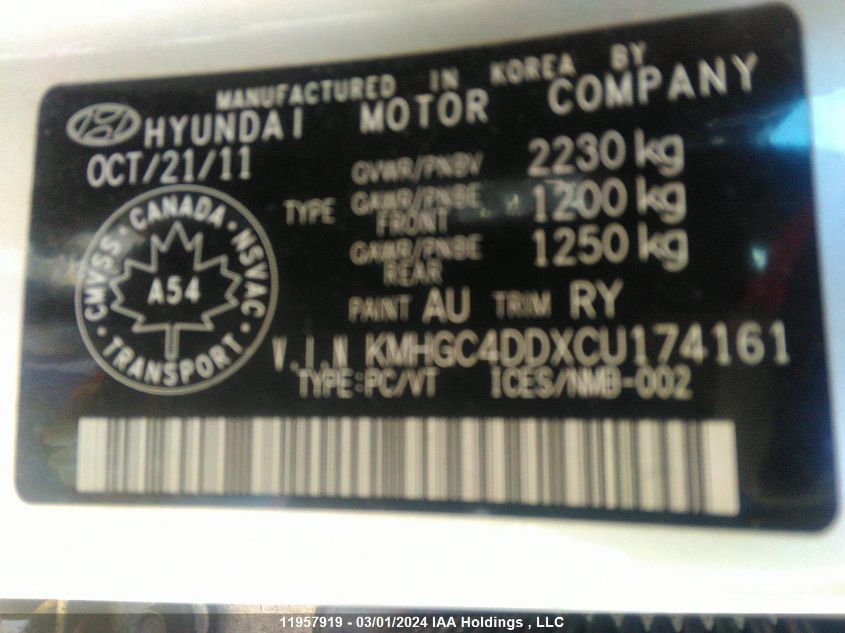 MANUFACTURED IN KOREA BY
HYUNDAI MOTOR COMPANY
OCT/21/11
GVWR/PNBV 2230 kg
TYPE GAWR/PNBE FRONT 1200 kg
GAWR/PNBE REAR 1250 kg
CMVSS · CANADA · NSVAC · TRANSPORT ·
A54
PAINT AU TRIM RY
V.I.N KMHGC4DDXCU174161
TYPE:PC/VT ICES/NMB-002
11957919 - 03/01/2024 IAA Holdings , LLC